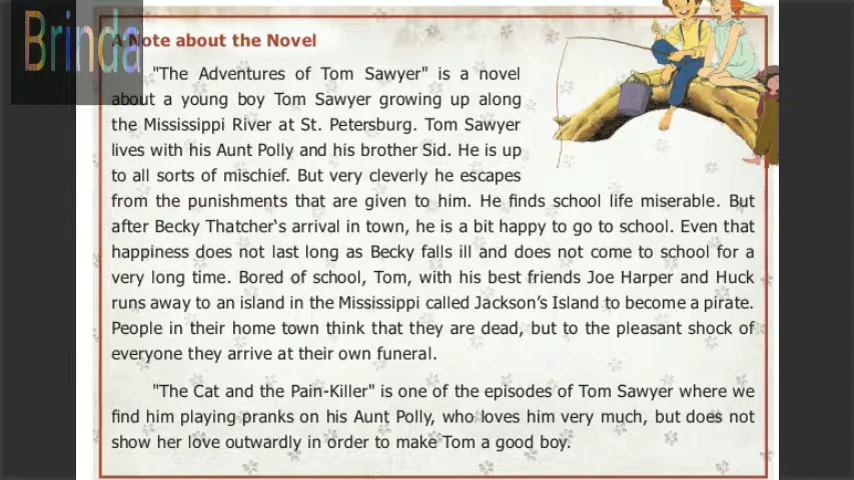 Brinda
A Note about the Novel
"The Adventures of Tom Sawyer" is a novel
about a young boy Tom Sawyer growing up along
the Mississippi River at St. Petersburg. Tom Sawyer
lives with his Aunt Polly and his brother Sid. He is up
to all sorts of mischief. But very cleverly he escapes
from the punishments that are given to him. He finds school life miserable. But
after Becky Thatcher‛s arrival in town, he is a bit happy to go to school. Even that
happiness does not last long as Becky falls ill and does not come to school for a
very long time. Bored of school, Tom, with his best friends Joe Harper and Huck
runs away to an island in the Mississippi called Jackson’s Island to become a pirate.
People in their home town think that they are dead, but to the pleasant shock of
everyone they arrive at their own funeral.
"The Cat and the Pain-Killer" is one of the episodes of Tom Sawyer where we
find him playing pranks on his Aunt Polly, who loves him very much, but does not
show her love outwardly in order to make Tom a good boy.